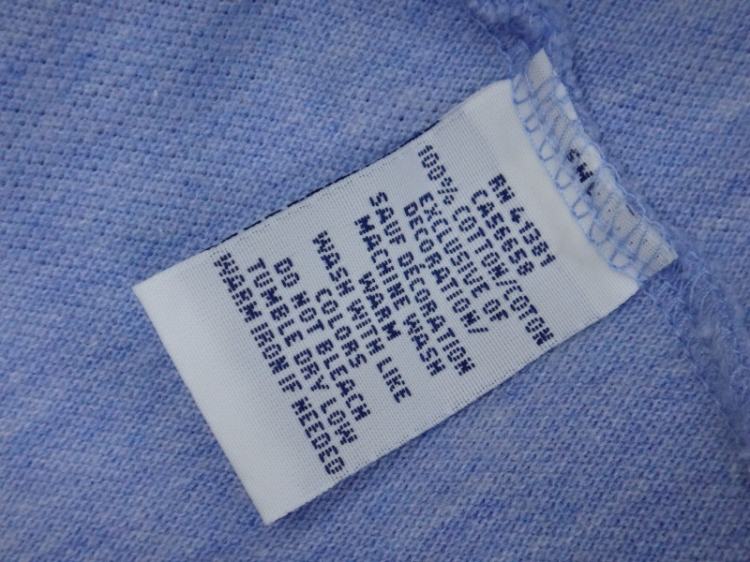 RN 41381
CA56658
100% COTTON/COTON
EXCLUSIVE OF
DECORATION/
SAUF DECORATION
MACHINE WASH
WARM
WASH WITH LIKE
COLORS
DO NOT BLEACH
TUMBLE DRY LOW
WARM IRON IF NEEDED